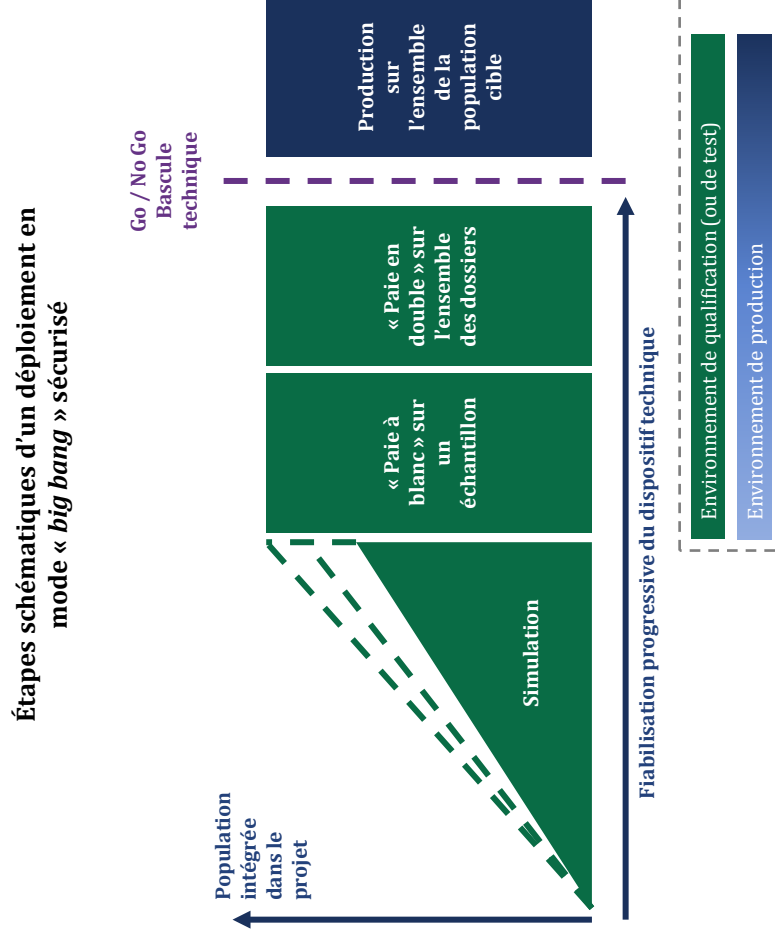 Étapes schématiques d'un déploiement en
mode « big bang » sécurisé
Population
intégrée
dans le
projet
Go / No Go
Bascule
technique
Simulation
« Paie à
blanc » sur
un
échantillon
« Paie en
double » sur
l'ensemble
des dossiers
Production
sur
l'ensemble
de la
population
cible
Fiabilisation progressive du dispositif technique
Environnement de qualification (ou de test)
Environnement de production